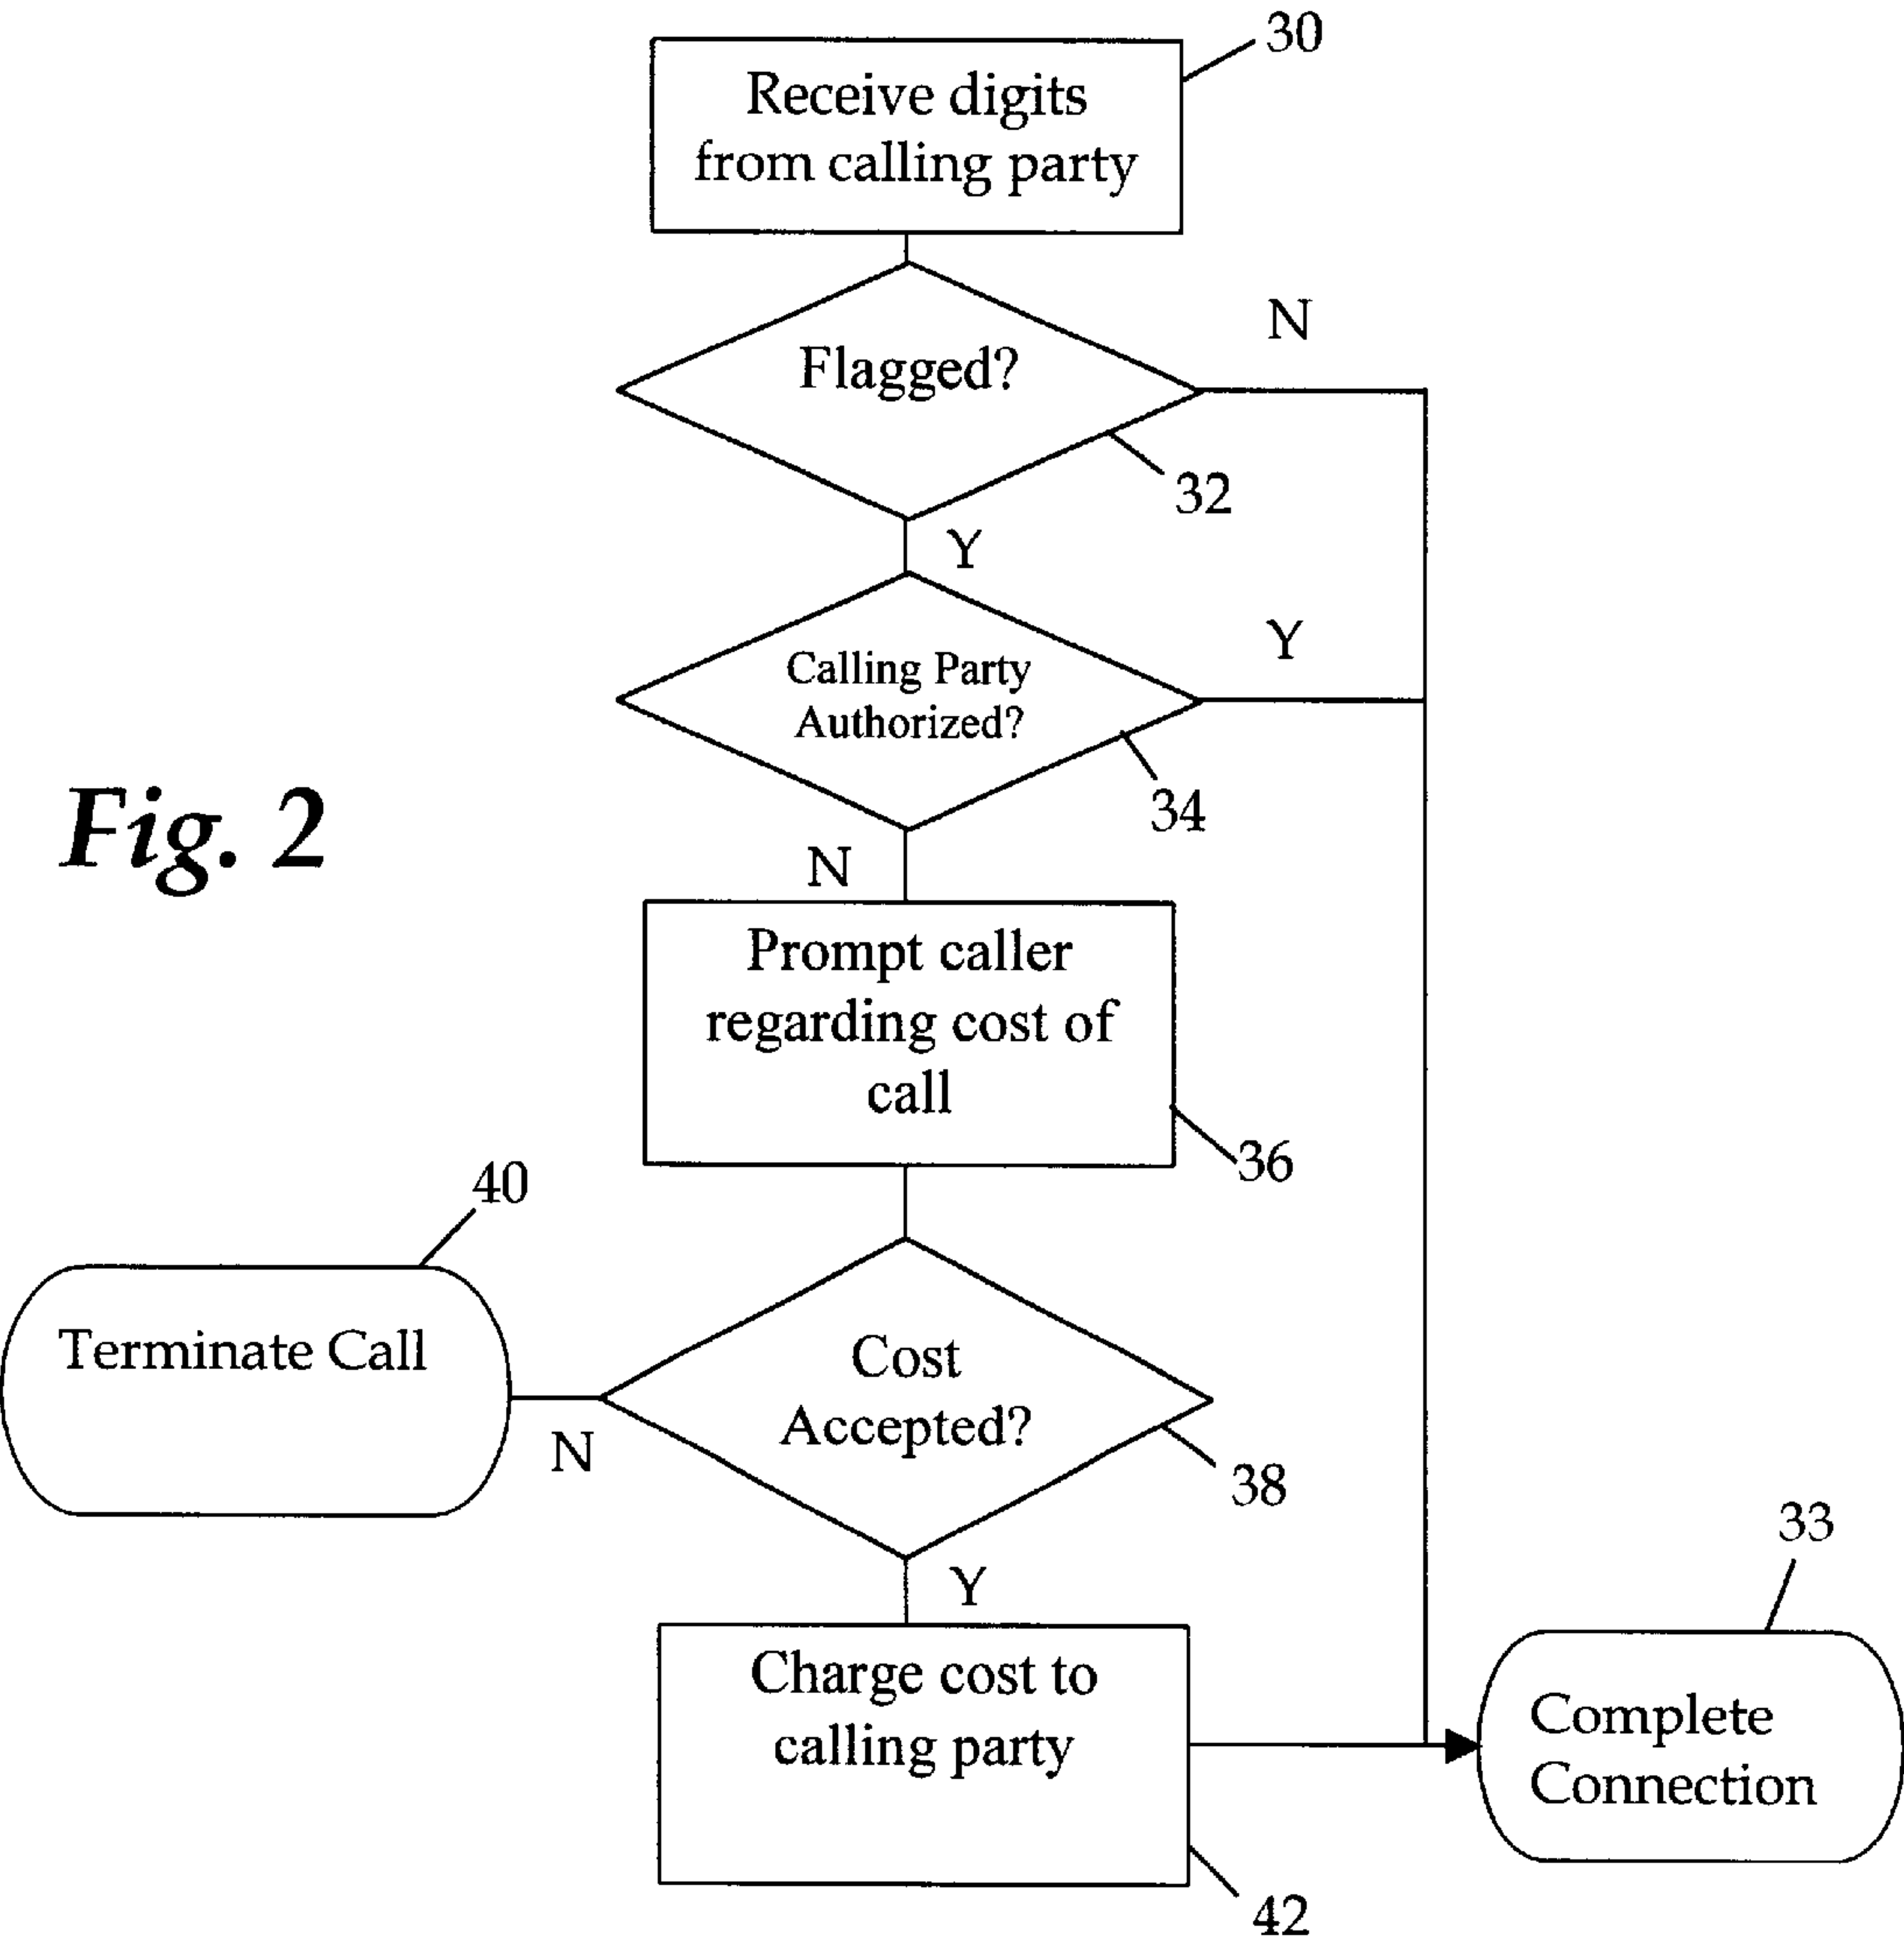 30
Receive digits
from calling party
N
Flagged?
32
Y
Y
Calling Party
Authorized?
34
Fig. 2
N
Prompt caller
regarding cost of
call
36
40
Terminate Call
Cost
Accepted?
N
38
33
Y
Charge cost to
calling party
Complete
Connection
42